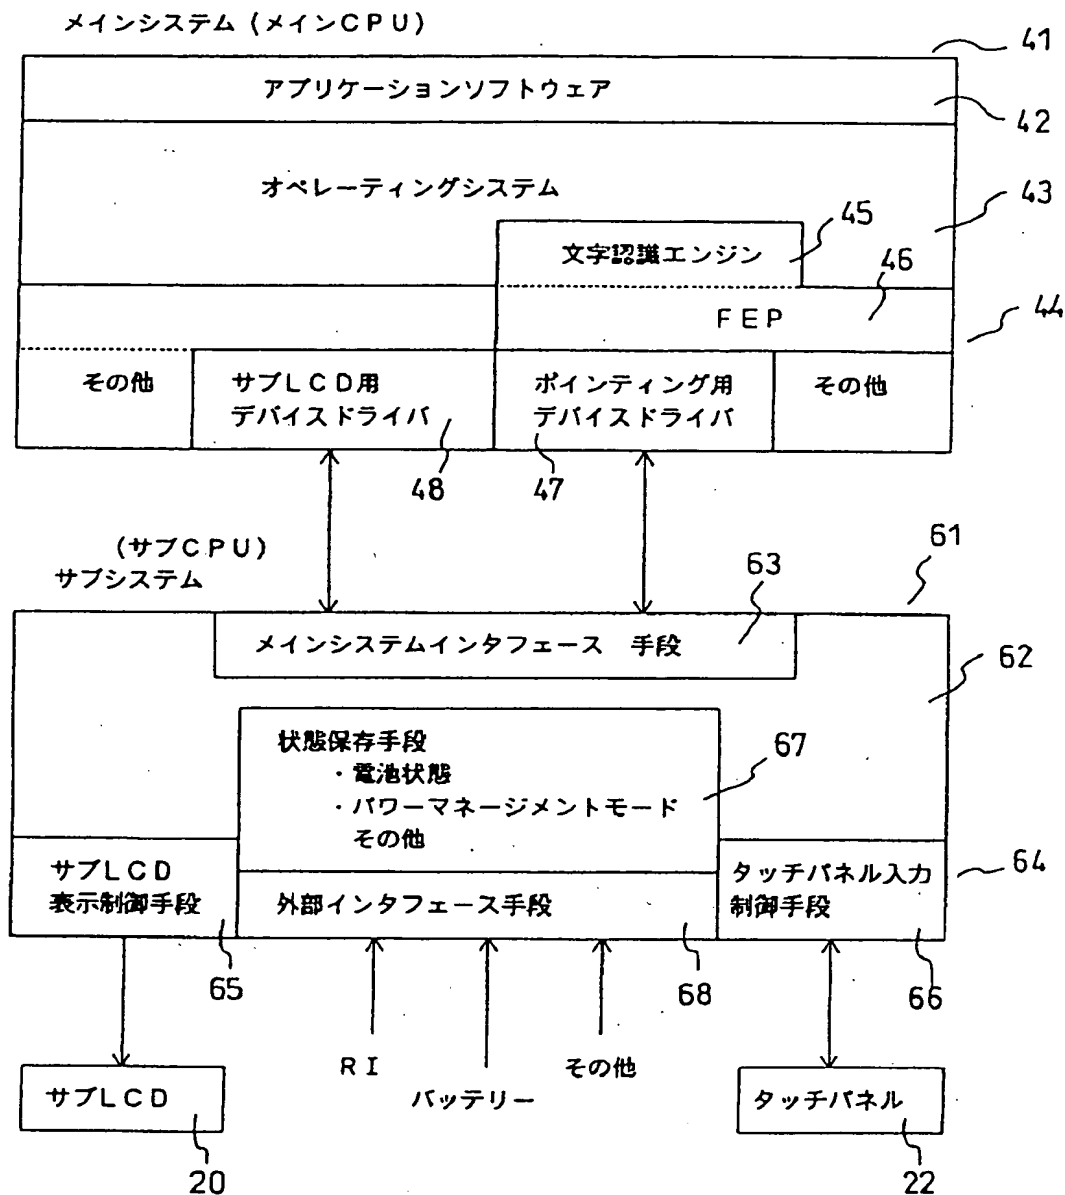 メインシステム(メインCPU)
41
アプリケーションソフトウェア
42
オペレーティングシステム
43
45
文字認識エンジン
46
FEP
44
その他
サブLCD用
デバイスドライバ
ポインティング用
デバイスドライバ
その他
48
47
(サブCPU)
サブシステム
61
63
メインシステムインタフェース 手段
62
状態保存手段
・電池状態
・パワーマネージメントモード
その他
67
サブLCD
表示制御手段
外部インタフェース手段
タッチパネル入力
制御手段
64
65
68
66
RI
バッテリー
その他
サブLCD
タッチパネル
20
22